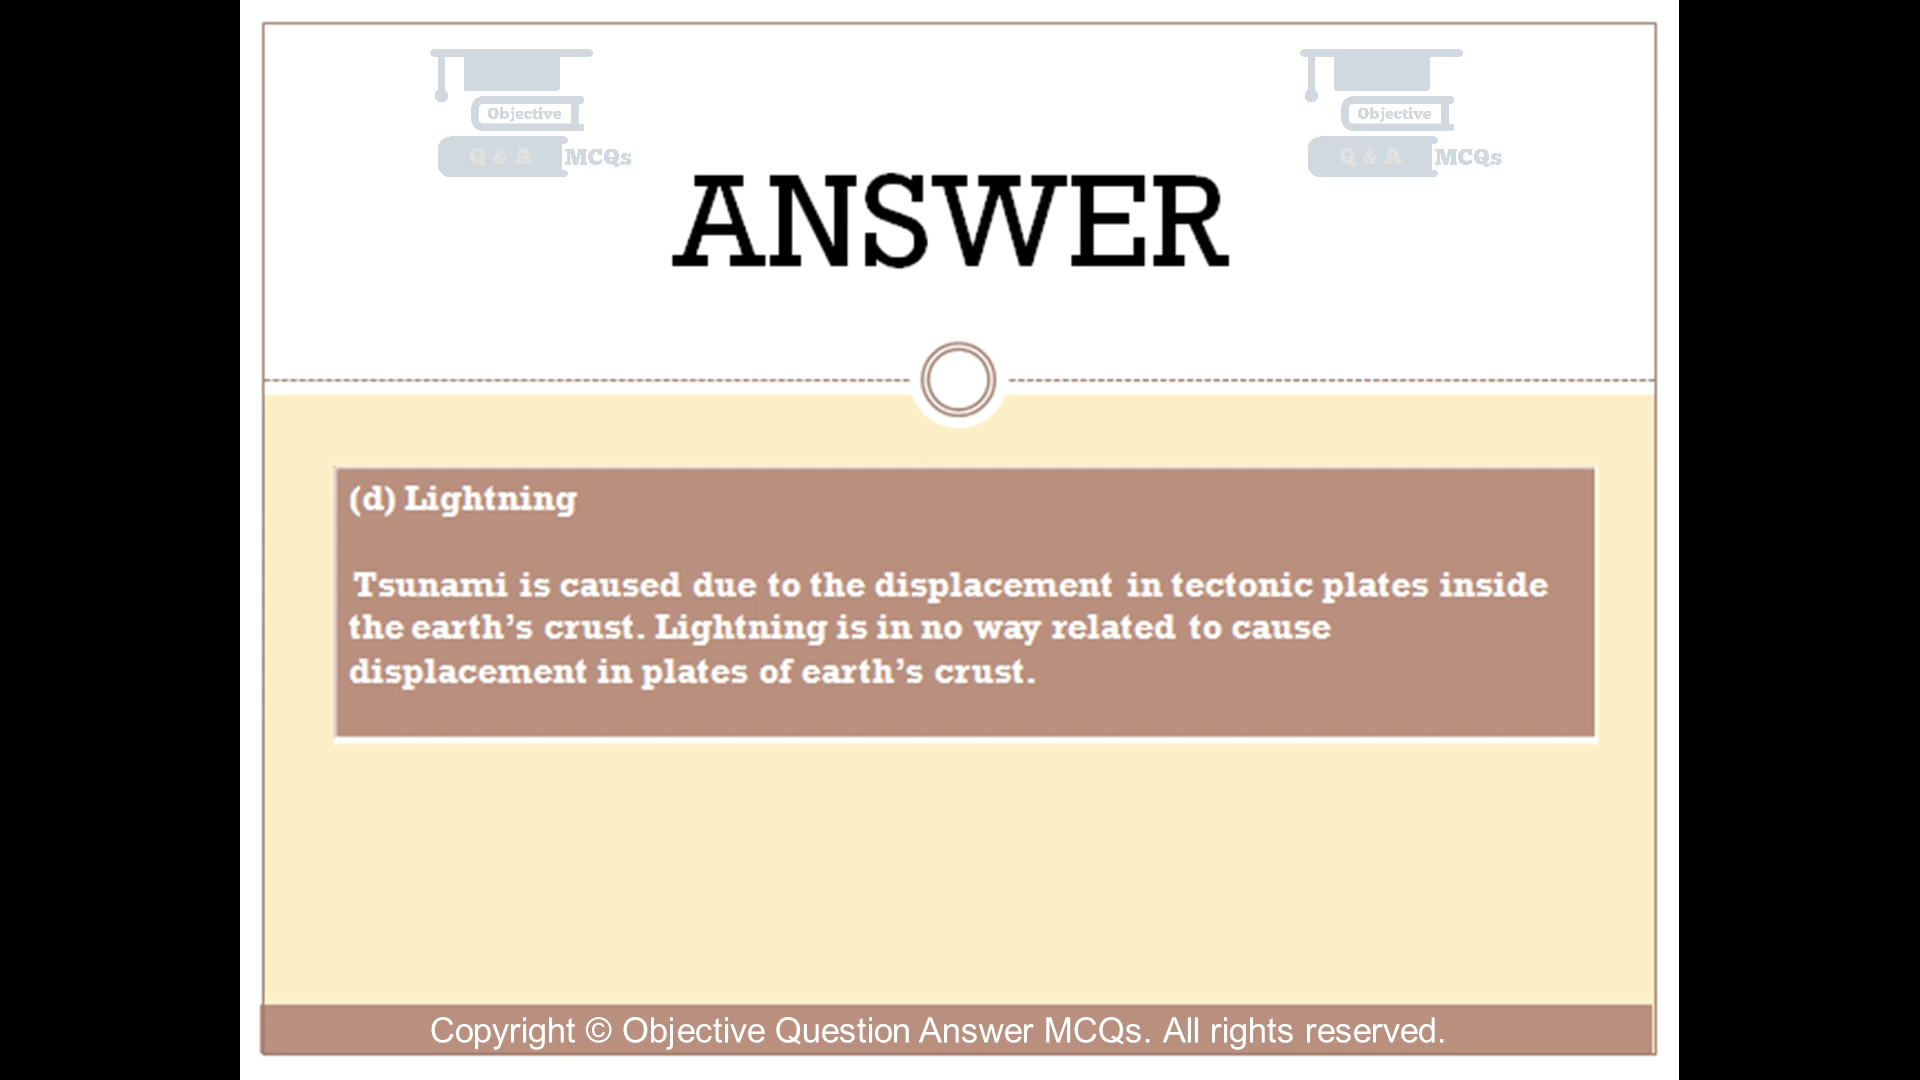 Objective
Q & A MCQs
Objective
Q & A MCQs
ANSWER
(d) Lightning
Tsunami is caused due to the displacement in tectonic plates inside
the earth’s crust. Lightning is in no way related to cause
displacement in plates of earth’s crust.
Copyright © Objective Question Answer MCQs. All rights reserved.